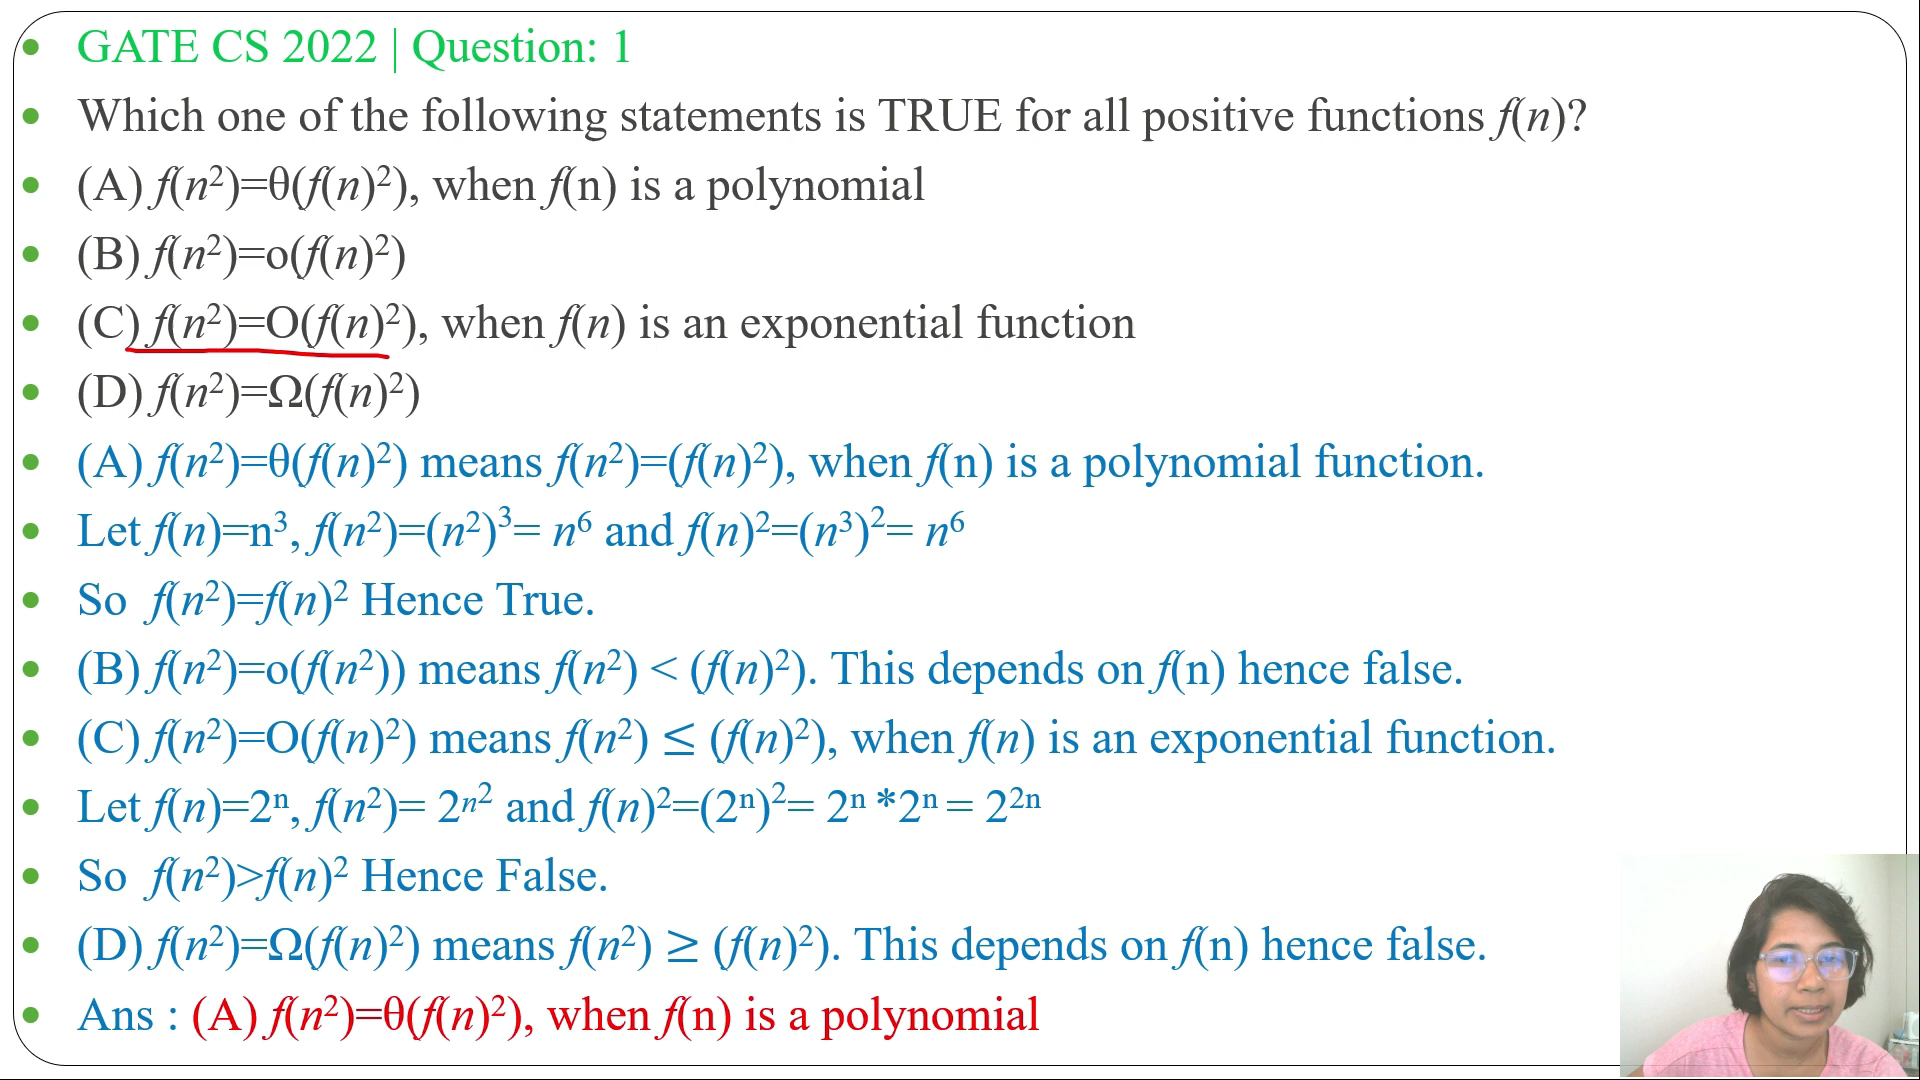 GATE CS 2022 | Question: 1
Which one of the following statements is TRUE for all positive functions f(n)?
(A) f(n²)=θ(f(n)²), when f(n) is a polynomial
(B) f(n²)=o(f(n)²)
(C) f(n²)=O(f(n)²), when f(n) is an exponential function
(D) f(n²)=Ω(f(n)²)
(A) f(n²)=θ(f(n)²) means f(n²)=(f(n)²), when f(n) is a polynomial function.
Let f(n)=n³, f(n²)=(n²)³= n⁶ and f(n)²=(n³)²= n⁶
So f(n²)=f(n)² Hence True.
(B) f(n²)=o(f(n²)) means f(n²) < (f(n)²). This depends on f(n) hence false.
(C) f(n²)=O(f(n)²) means f(n²) ≤ (f(n)²), when f(n) is an exponential function.
Let f(n)=2ⁿ, f(n²)= 2^n² and f(n)²=(2ⁿ)²= 2ⁿ *2ⁿ = 2²ⁿ
So f(n²)>f(n)² Hence False.
(D) f(n²)=Ω(f(n)²) means f(n²) ≥ (f(n)²). This depends on f(n) hence false.
Ans : (A) f(n²)=θ(f(n)²), when f(n) is a polynomial